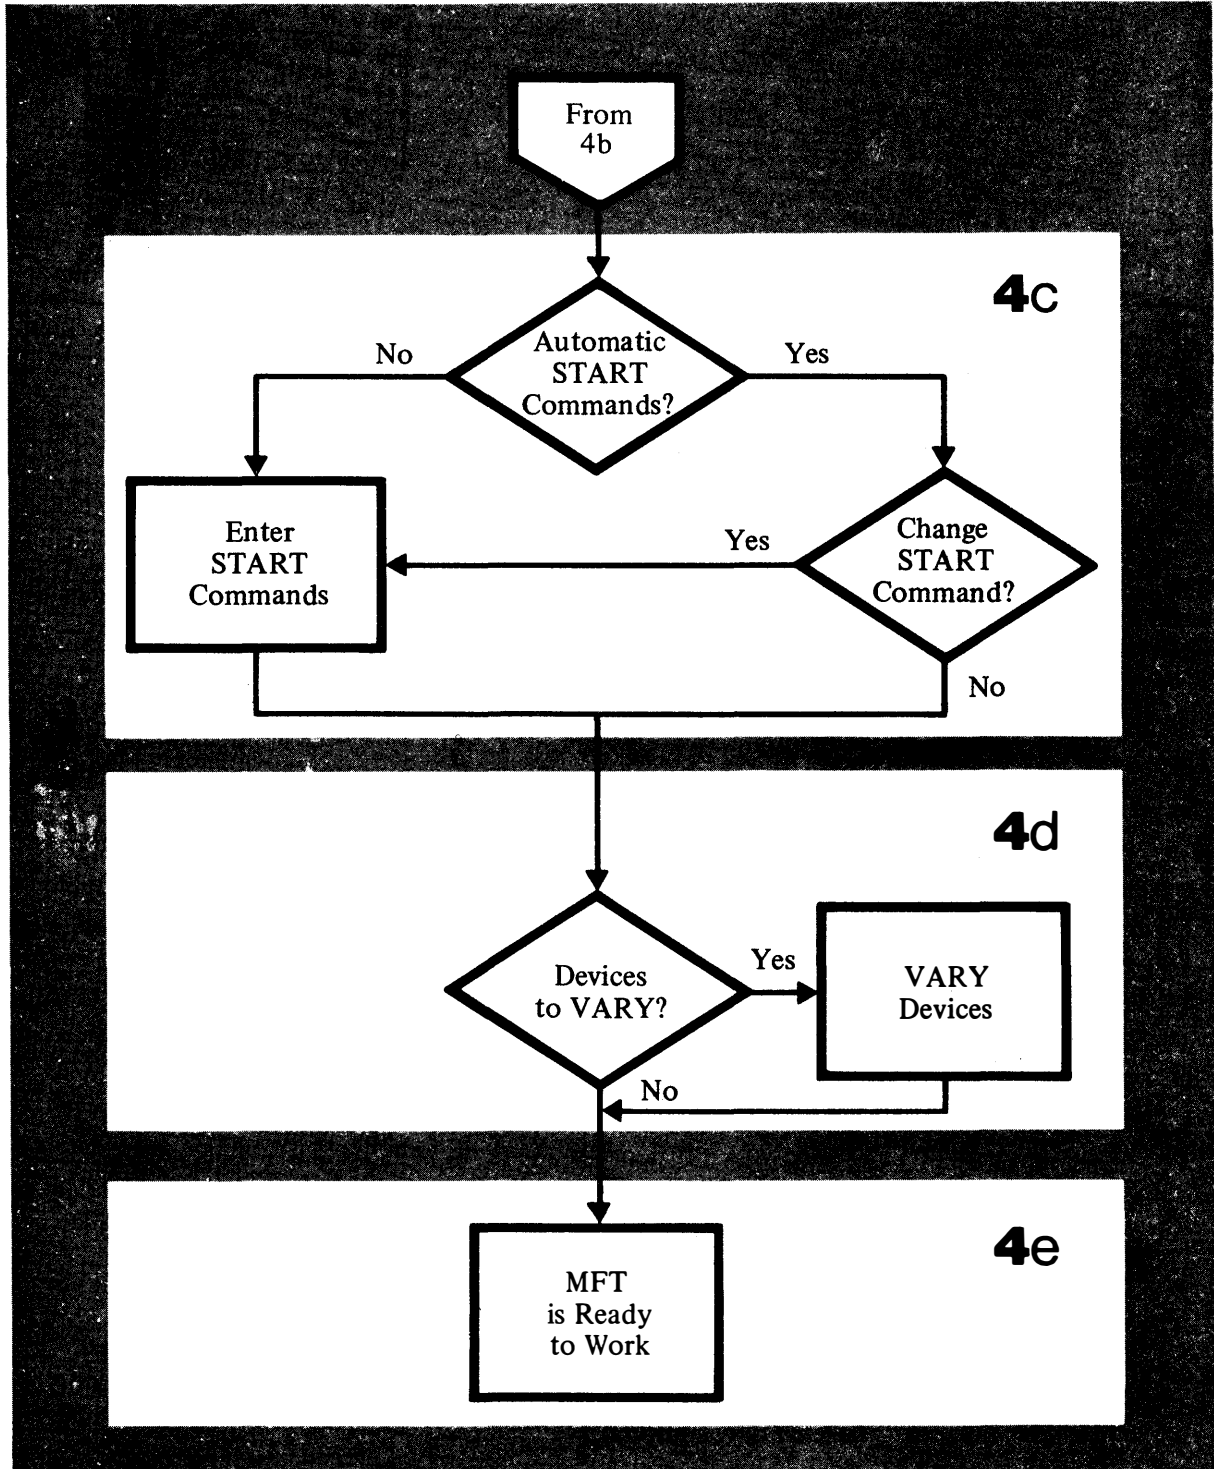 From
4b
4c
Automatic
START
Commands?
No
Yes
Enter
START
Commands
Yes
Change
START
Command?
No
4d
Devices
to VARY?
Yes
VARY
Devices
No
4e
MFT
is Ready
to Work